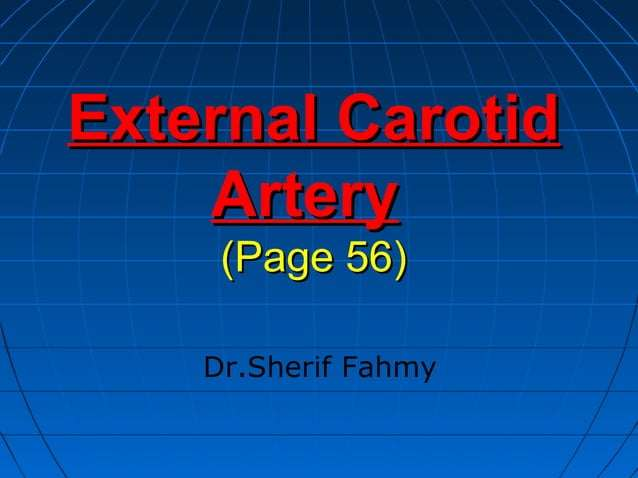 External Carotid
Artery
(Page 56)
Dr.Sherif Fahmy